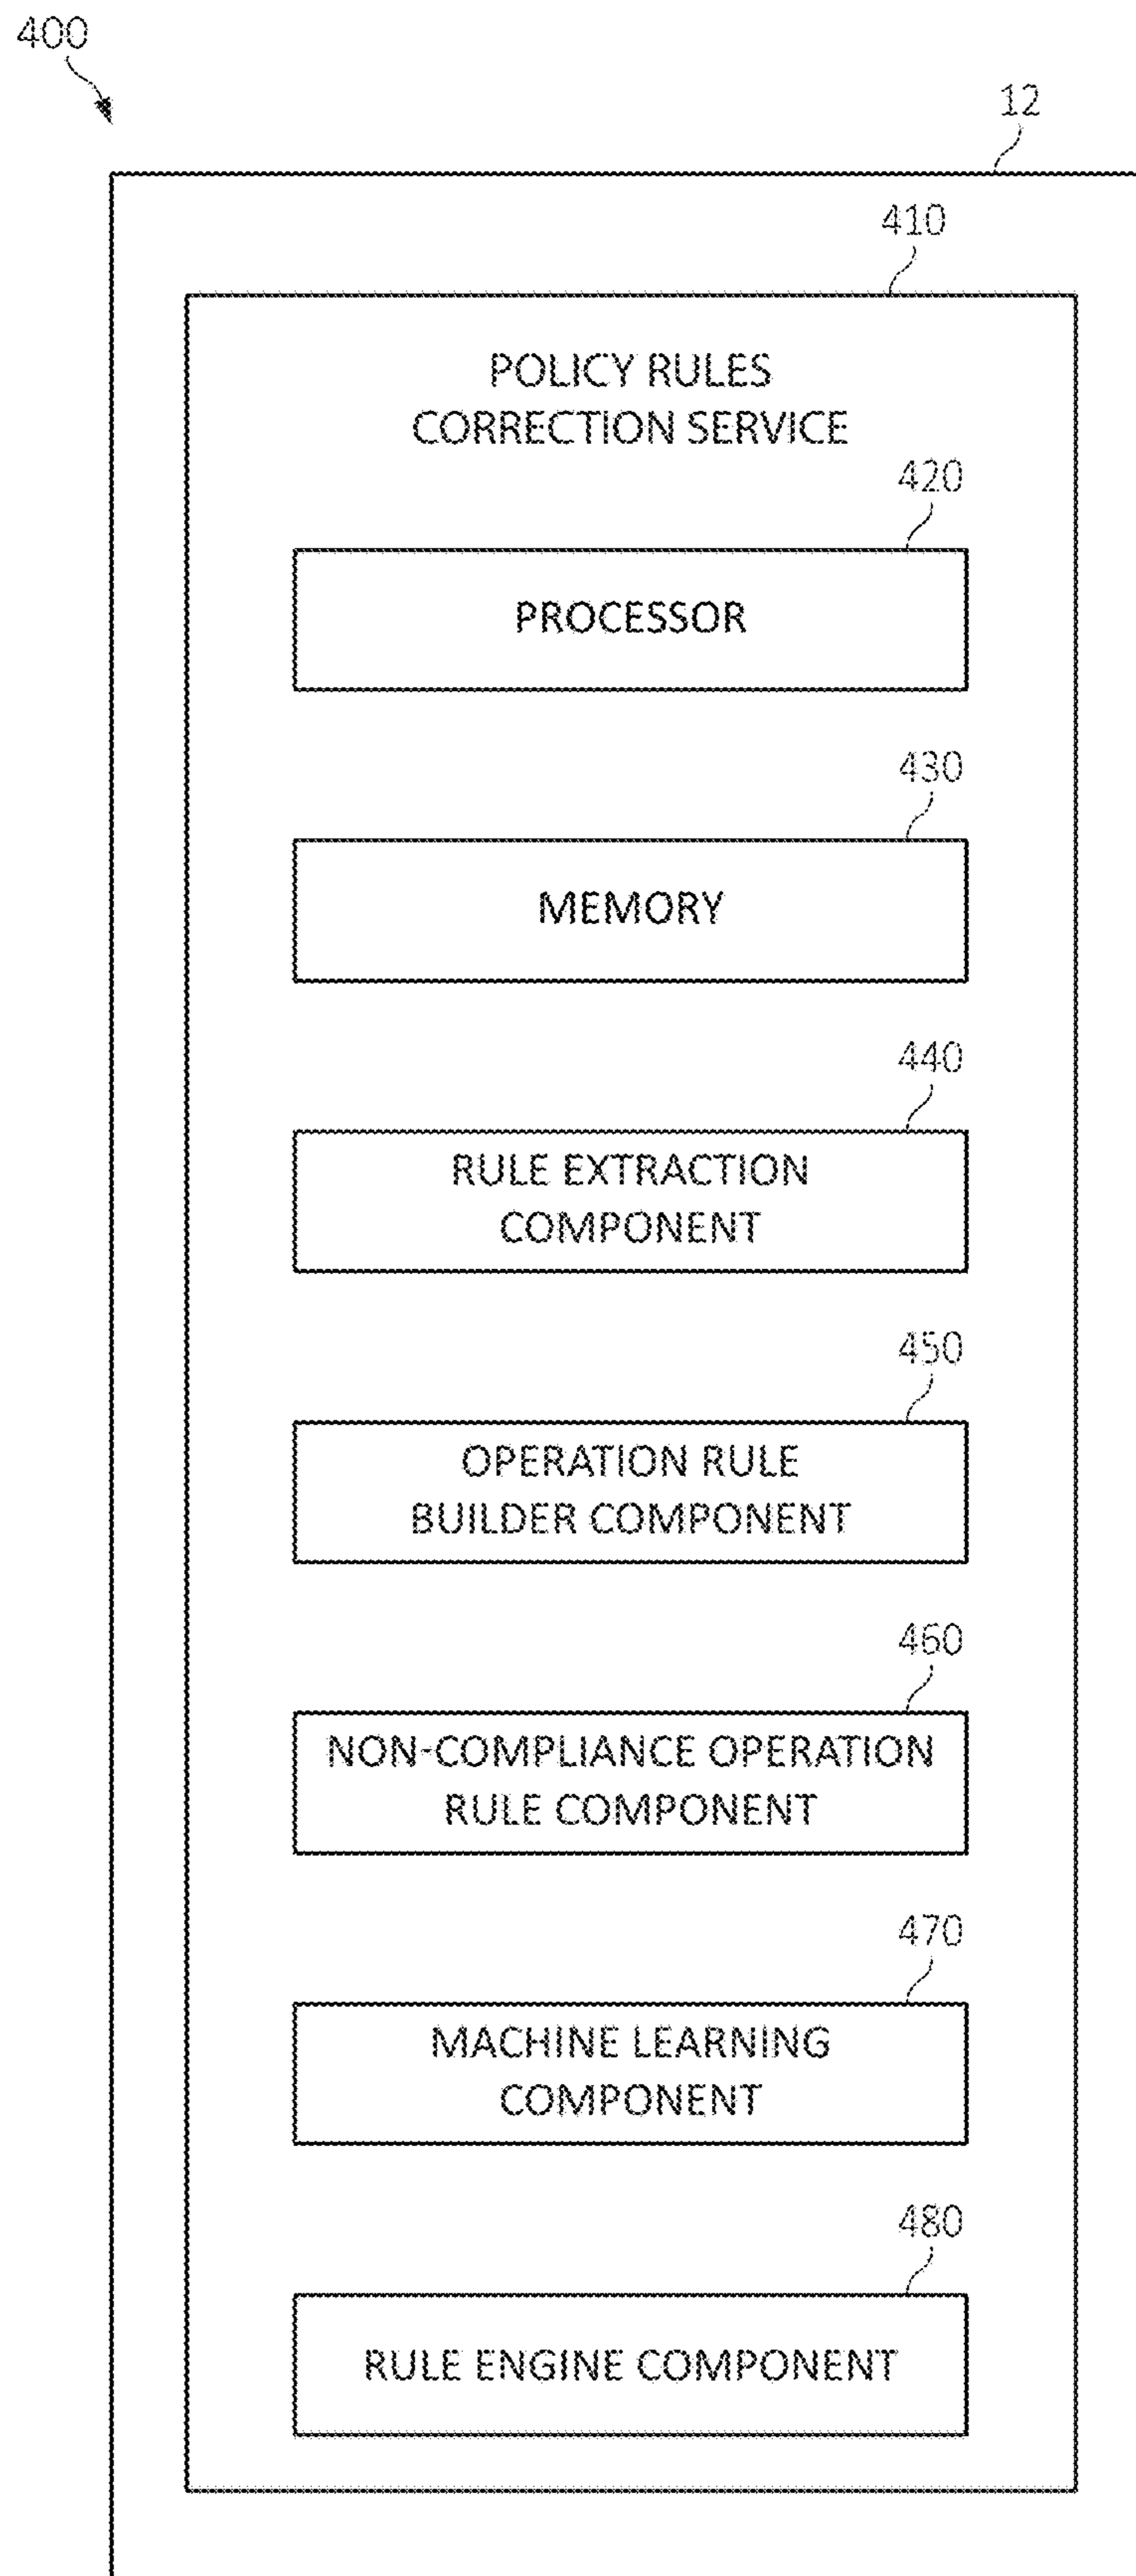 400
12
410
POLICY RULES
CORRECTION SERVICE
420
PROCESSOR
430
MEMORY
440
RULE EXTRACTION
COMPONENT
450
OPERATION RULE
BUILDER COMPONENT
460
NON-COMPLIANCE OPERATION
RULE COMPONENT
470
MACHINE LEARNING
COMPONENT
480
RULE ENGINE COMPONENT